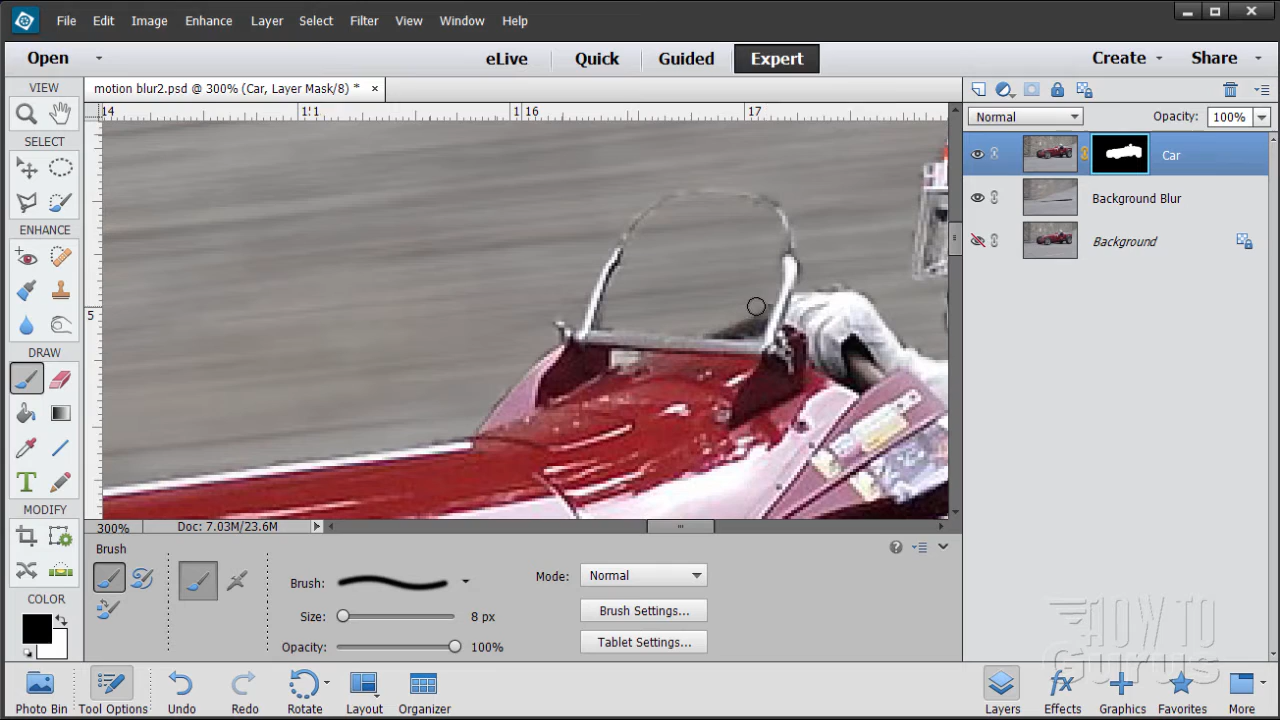 File Edit Image Enhance Layer Select Filter View Window Help
Open
eLive Quick Guided Expert
Create Share
VIEW
motion blur2.psd @ 300% (Car, Layer Mask/8) * ×
14 1'1 16 17
5
SELECT
ENHANCE
DRAW
T
MODIFY
COLOR
Normal Opacity: 100%
Car
Background Blur
Background
300% Doc: 7.03M/23.6M
Brush
Brush: Mode: Normal
Size: 8 px Brush Settings...
Opacity: 100% Tablet Settings...
HOW TO
Gurus
Photo Bin Tool Options Undo Redo Rotate Layout Organizer
Layers Effects Graphics Favorites More